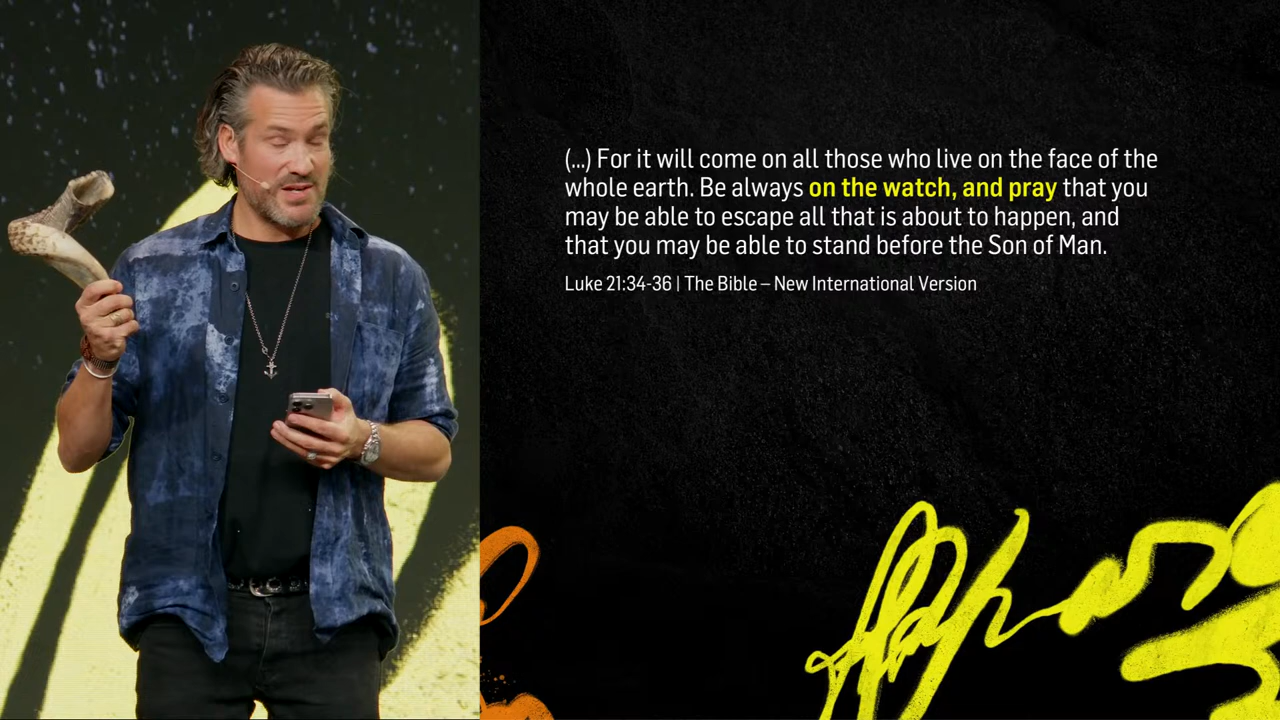 (...) For it will come on all those who live on the face of the
whole earth. Be always on the watch, and pray that you
may be able to escape all that is about to happen, and
that you may be able to stand before the Son of Man.
Luke 21:34-36 | The Bible – New International Version